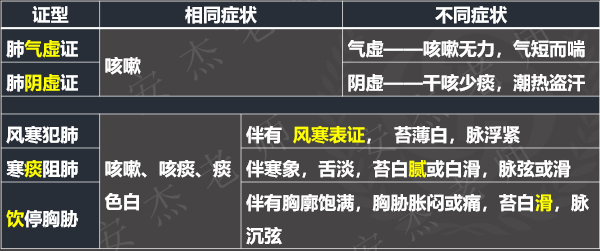 证型 相同症状 不同症状
肺气虚证 咳嗽 气虚——咳嗽无力，气短而喘
肺阴虚证 阴虚——干咳少痰，潮热盗汗
风寒犯肺 咳嗽、咳痰、痰色白 伴有 风寒表证， 苔薄白，脉浮紧
寒痰阻肺 伴寒象，舌淡，苔白腻或白滑，脉弦或滑
饮停胸胁 伴有胸廓饱满，胸胁胀闷或痛，苔白滑，脉沉弦
安杰老师